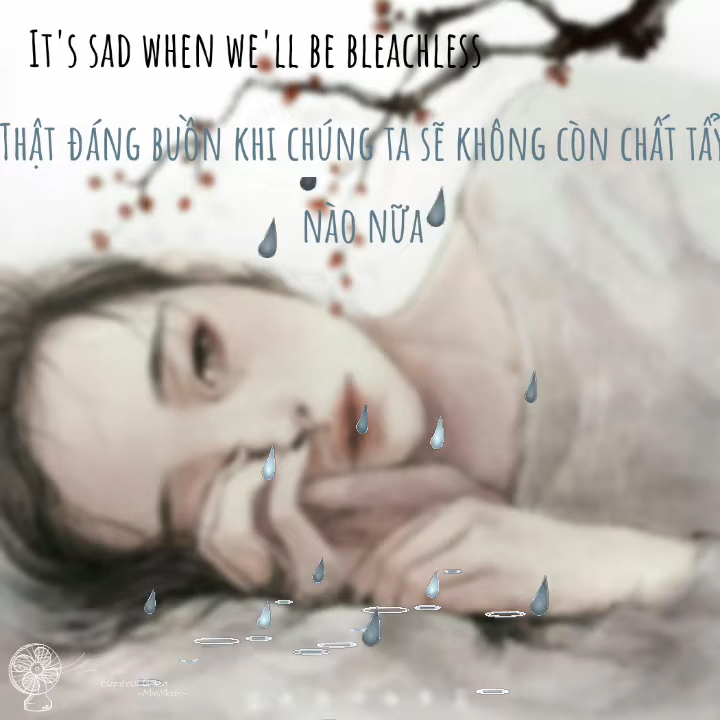 It's sad when we'll be bleachless
Thật đáng buồn khi chúng ta sẽ không còn chất tẩy
nào nữa